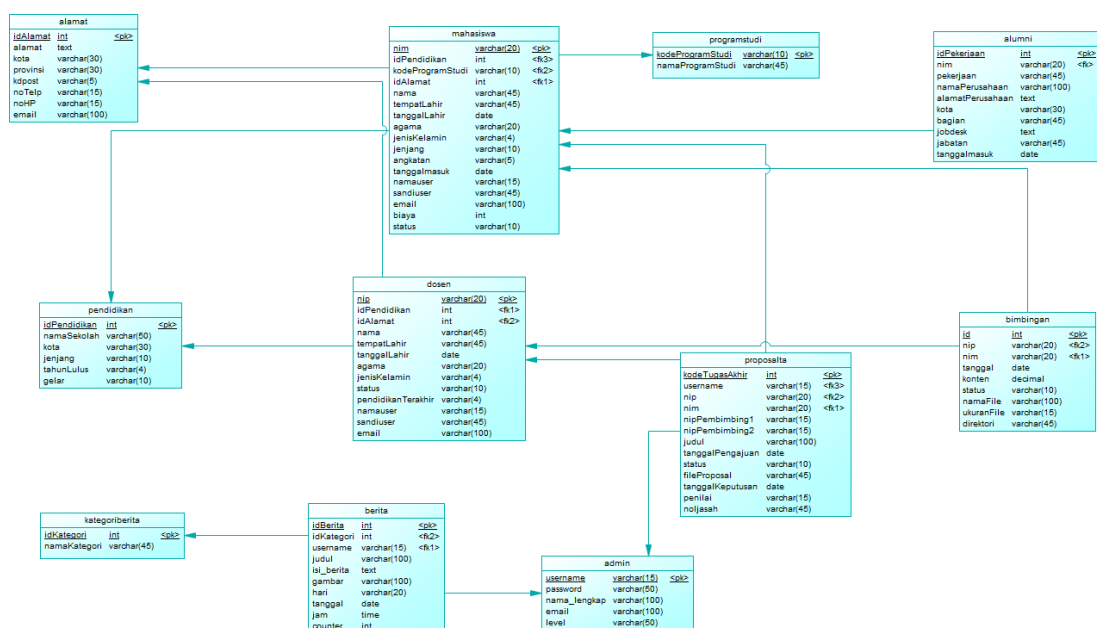 alamat
idAlamat int <pk>
alamat text
kota varchar(30)
provinsi varchar(30)
kdpost varchar(5)
noTelp varchar(15)
noHP varchar(15)
email varchar(100)
mahasiswa
nim varchar(20) <pk>
idPendidikan int <fk3>
kodeProgramStudi varchar(10) <fk2>
idAlamat int <fk1>
nama varchar(45)
tempatLahir varchar(45)
tanggalLahir date
agama varchar(20)
jenisKelamin varchar(4)
jenjang varchar(10)
angkatan varchar(5)
tanggalmasuk date
namauser varchar(15)
sandiuser varchar(45)
email varchar(100)
biaya int
status varchar(10)
programstudi
kodeProgramStudi varchar(10) <pk>
namaProgramStudi varchar(45)
alumni
idPekerjaan int <pk>
nim varchar(20) <fk>
pekerjaan varchar(45)
namaPerusahaan varchar(100)
alamatPerusahaan text
kota varchar(30)
bagian varchar(45)
jobdesk text
jabatan varchar(45)
tanggalmasuk date
pendidikan
idPendidikan int <pk>
namaSekolah varchar(50)
kota varchar(30)
jenjang varchar(10)
tahunLulus varchar(4)
gelar varchar(10)
dosen
nip varchar(20) <pk>
idPendidikan int <fk1>
idAlamat int <fk2>
nama varchar(45)
tempatLahir varchar(45)
tanggalLahir date
agama varchar(20)
jenisKelamin varchar(4)
status varchar(10)
pendidikanTerakhir varchar(4)
namauser varchar(15)
sandiuser varchar(45)
email varchar(100)
proposalta
kodeTugasAkhir int <pk>
username varchar(15) <fk3>
nip varchar(20) <fk2>
nim varchar(20) <fk1>
nipPembimbing1 varchar(15)
nipPembimbing2 varchar(15)
judul varchar(100)
tanggalPengajuan date
status varchar(10)
fileProposal varchar(45)
tanggalKeputusan date
penilai varchar(15)
noIjasah varchar(45)
bimbingan
id int <pk>
nip varchar(20) <fk2>
nim varchar(20) <fk1>
tanggal date
konten decimal
status varchar(10)
namaFile varchar(100)
ukuranFile varchar(15)
direktori varchar(45)
kategoriberita
idKategori int <pk>
namaKategori varchar(45)
berita
idBerita int <pk>
idKategori int <fk2>
username varchar(15) <fk1>
judul varchar(100)
isi_berita text
gambar varchar(100)
hari varchar(20)
tanggal date
jam time
counter int
admin
username varchar(15) <pk>
password varchar(50)
nama_lengkap varchar(100)
email varchar(100)
level varchar(50)